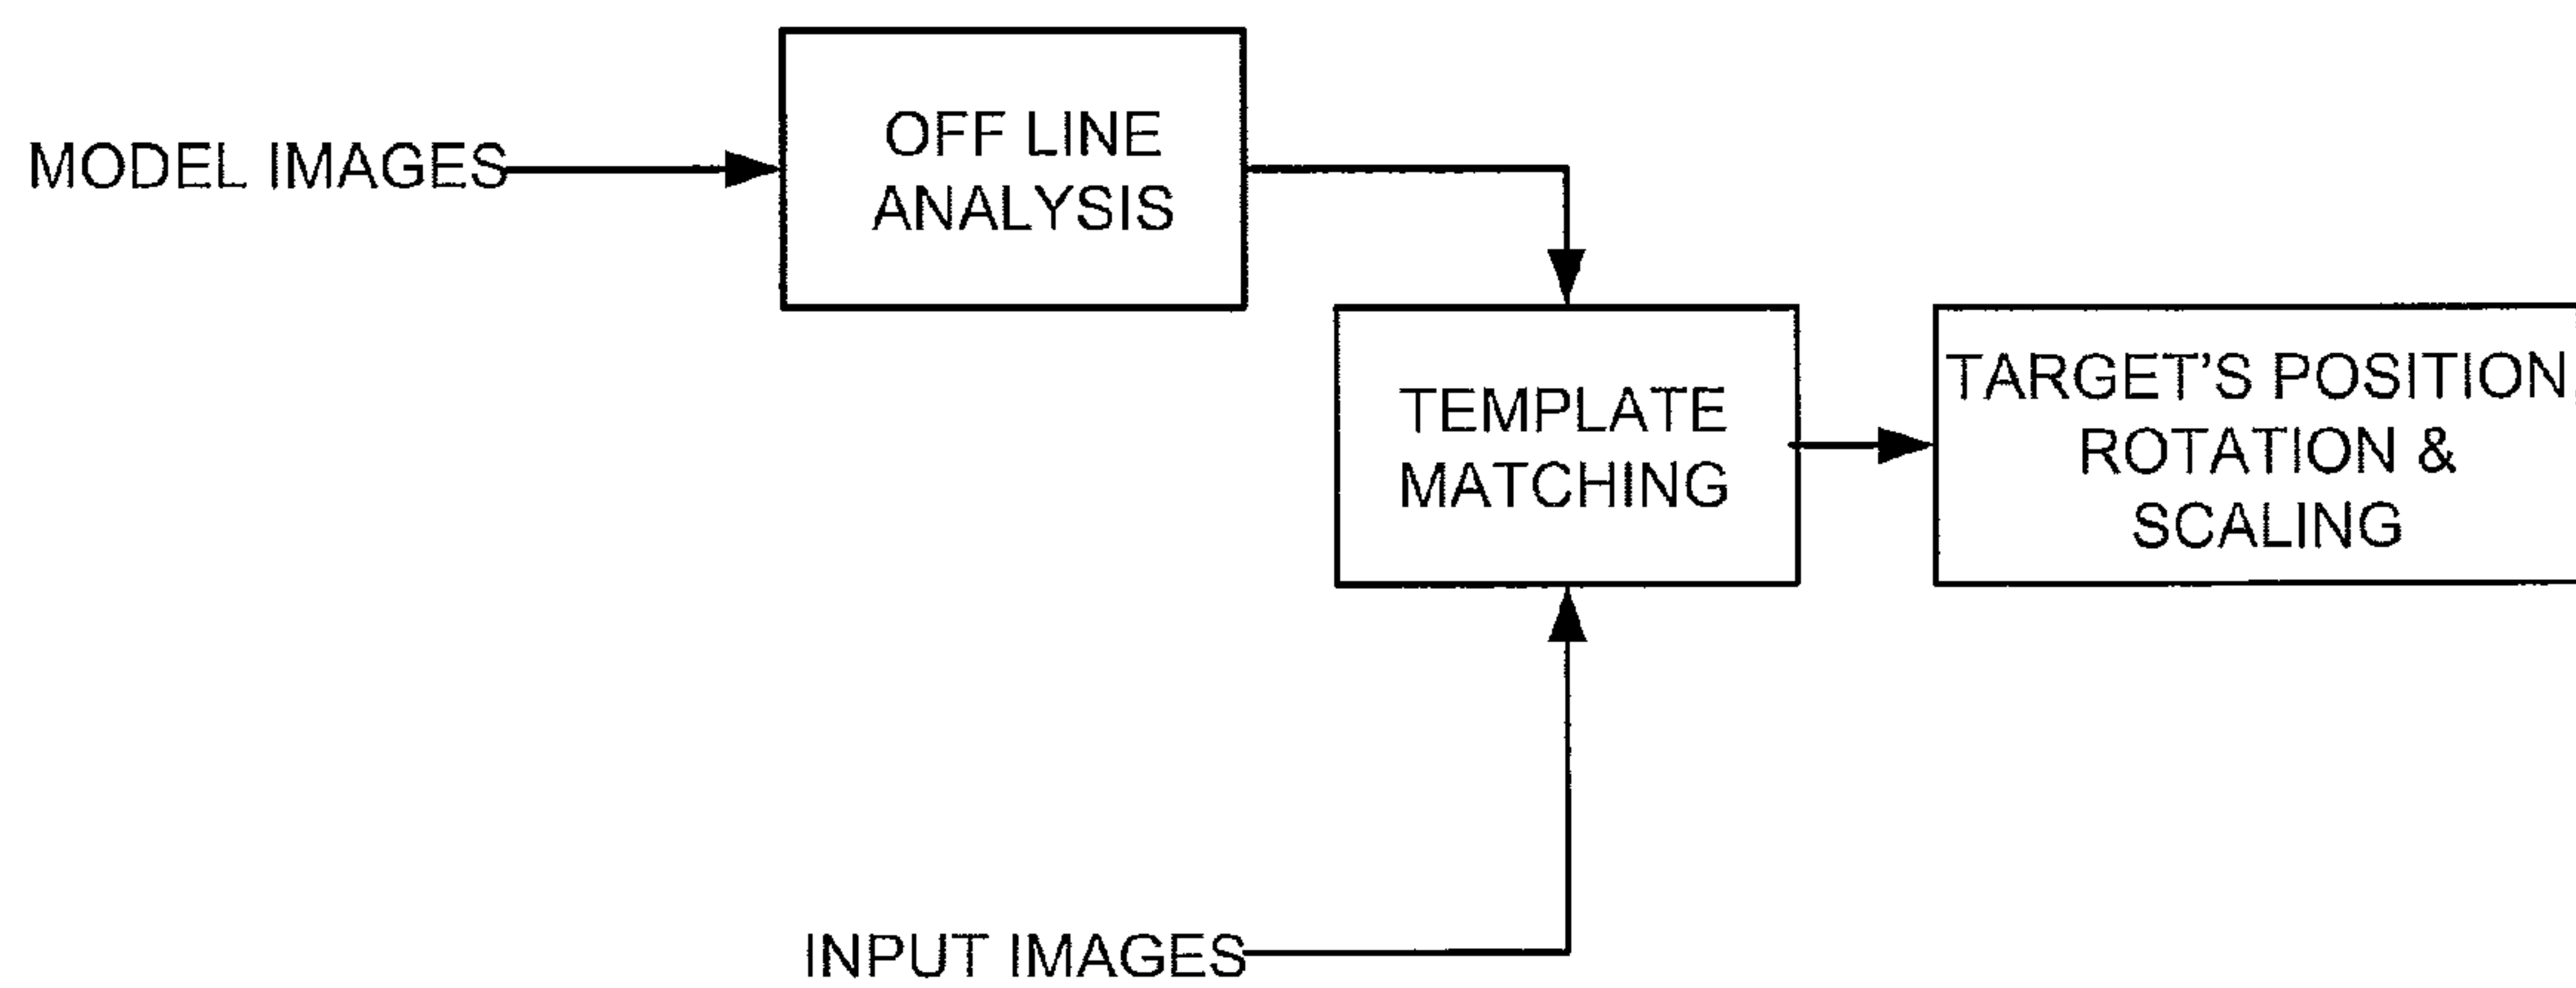 MODEL IMAGES
OFF LINE
ANALYSIS
TEMPLATE
MATCHING
TARGET'S POSITION,
ROTATION &
SCALING
INPUT IMAGES